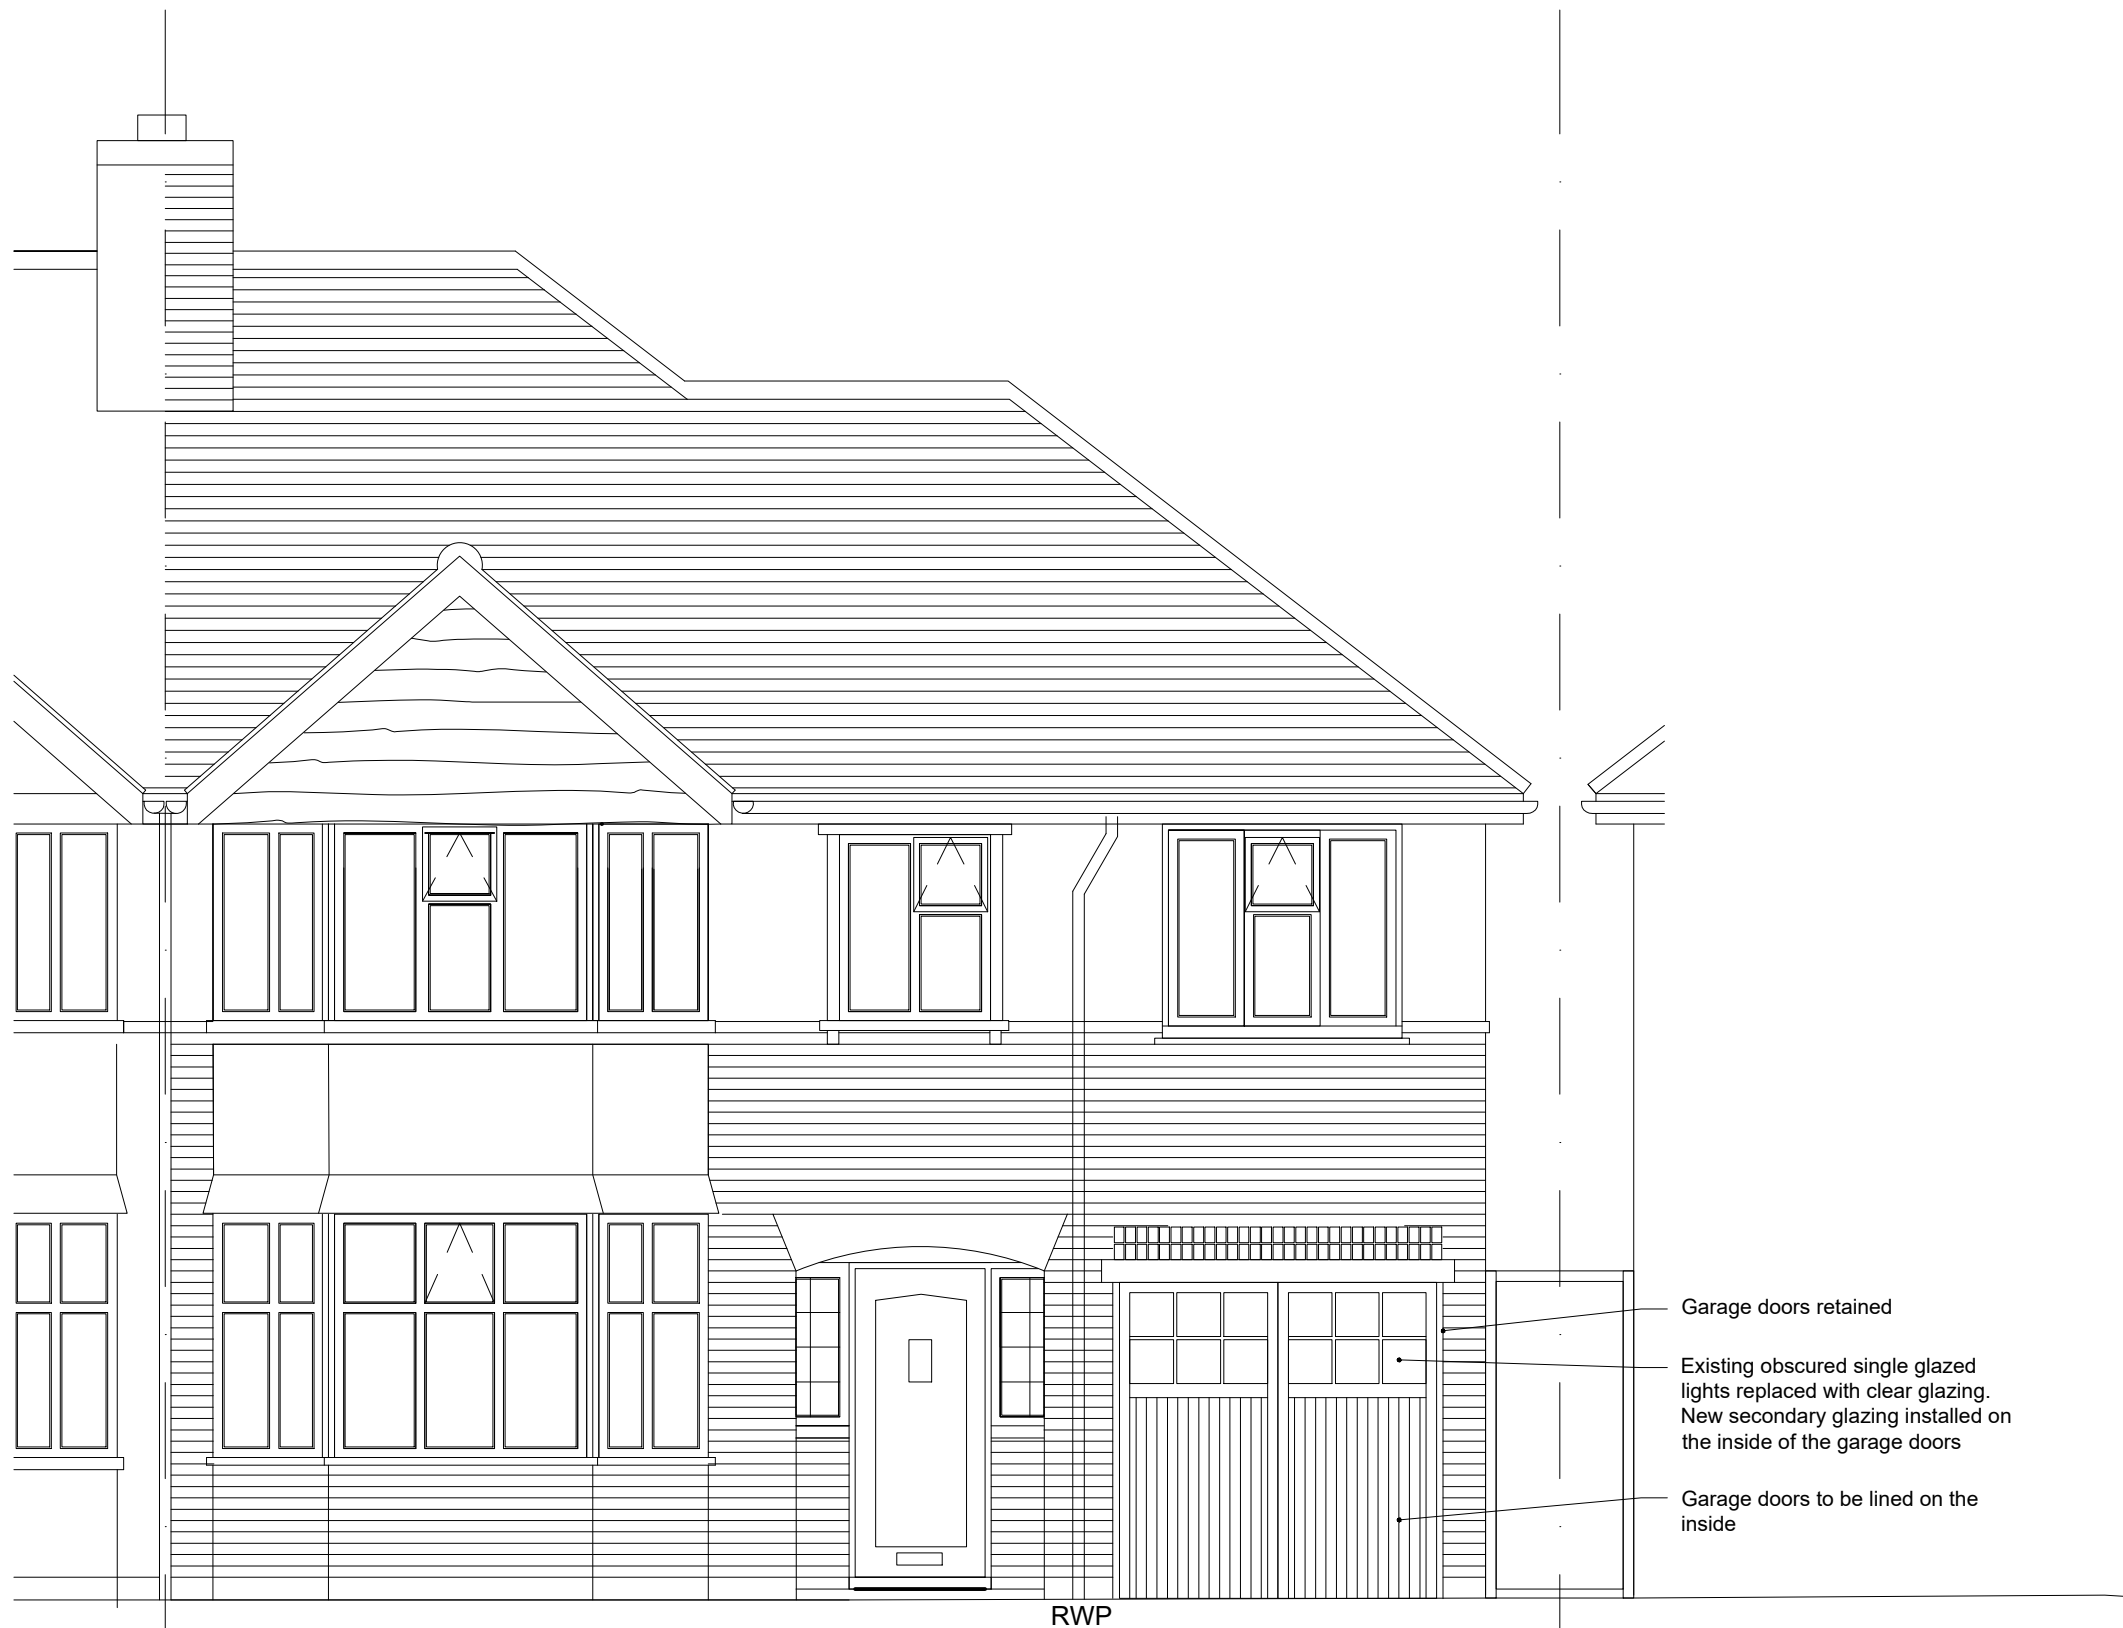 Garage doors retained
Existing obscured single glazed
lights replaced with clear glazing.
New secondary glazing installed on
the inside of the garage doors
Garage doors to be lined on the
inside
RWP